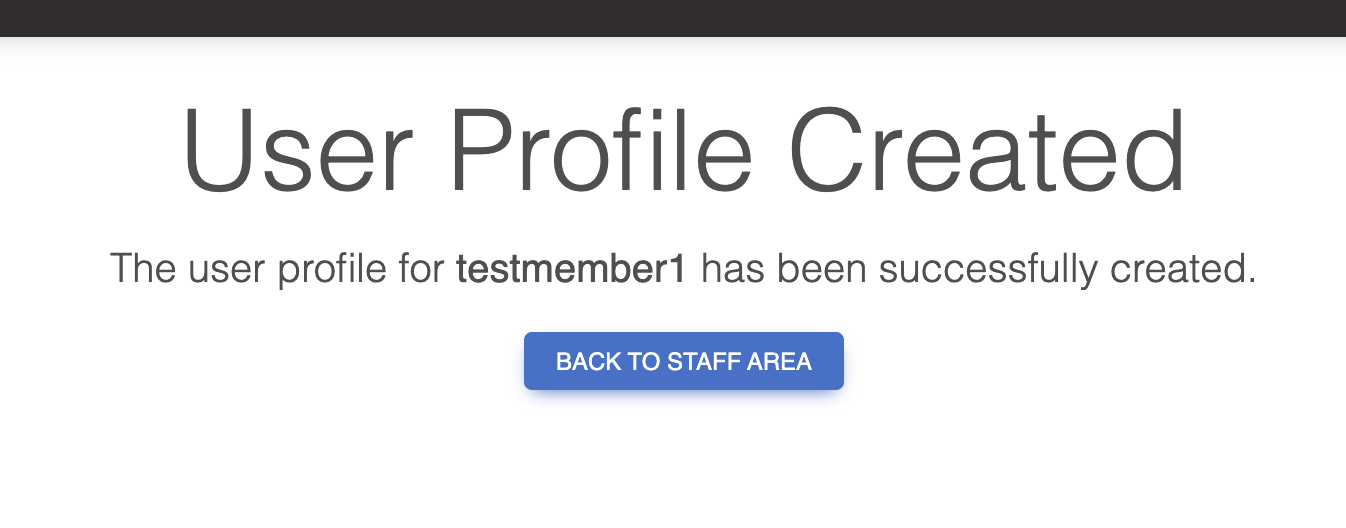 User Profile Created
The user profile for testmember1 has been successfully created.
BACK TO STAFF AREA